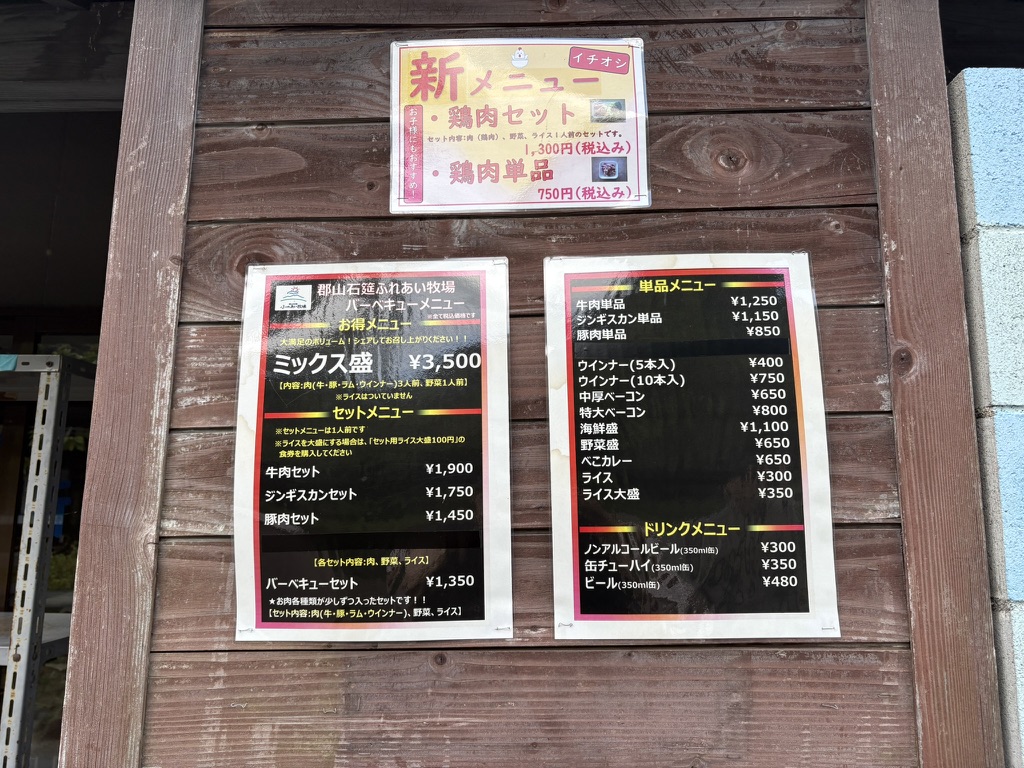 イチオシ
新メニュー
お子様にもおすすめ!
・鶏肉セット
セット内容:肉(鶏肉)、野菜、ライス1人前のセットです。
1,300円(税込み)
・鶏肉単品
750円(税込み)
郡山石筵ふれあい牧場
バーベキューメニュー
※全て税込価格です
お得メニュー
大満足のボリューム!シェアしてお召し上がりください!!
ミックス盛 ¥3,500
【内容:肉(牛・豚・ラム・ウインナー)3人前、野菜1人前】
※ライスはついていません
セットメニュー
※セットメニューは1人前です
※ライスを大盛にする場合は、「セット用ライス大盛100円」の
食券を購入してください
牛肉セット ¥1,900
ジンギスカンセット ¥1,750
豚肉セット ¥1,450
【各セット内容:肉、野菜、ライス】
バーベキューセット ¥1,350
★お肉各種類が少しずつ入ったセットです!!
【セット内容:肉(牛・豚・ラム・ウインナー)、野菜、ライス】
単品メニュー
牛肉単品 ¥1,250
ジンギスカン単品 ¥1,150
豚肉単品 ¥850
ウインナー(5本入) ¥400
ウインナー(10本入) ¥750
中厚ベーコン ¥650
特大ベーコン ¥800
海鮮盛 ¥1,100
野菜盛 ¥650
べこカレー ¥650
ライス ¥300
ライス大盛 ¥350
ドリンクメニュー
ノンアルコールビール(350ml缶) ¥300
缶チューハイ(350ml缶) ¥350
ビール(350ml缶) ¥480